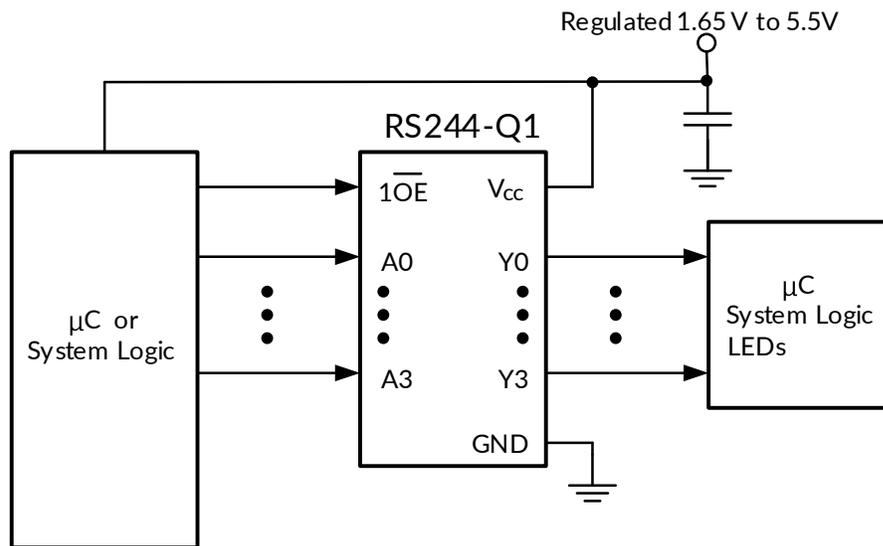 Regulated 1.65 V to 5.5V
RS244-Q1
1O̅E̅
Vcc
A0
Y0
µC or
System Logic
µC
System Logic
LEDs
A3
Y3
GND